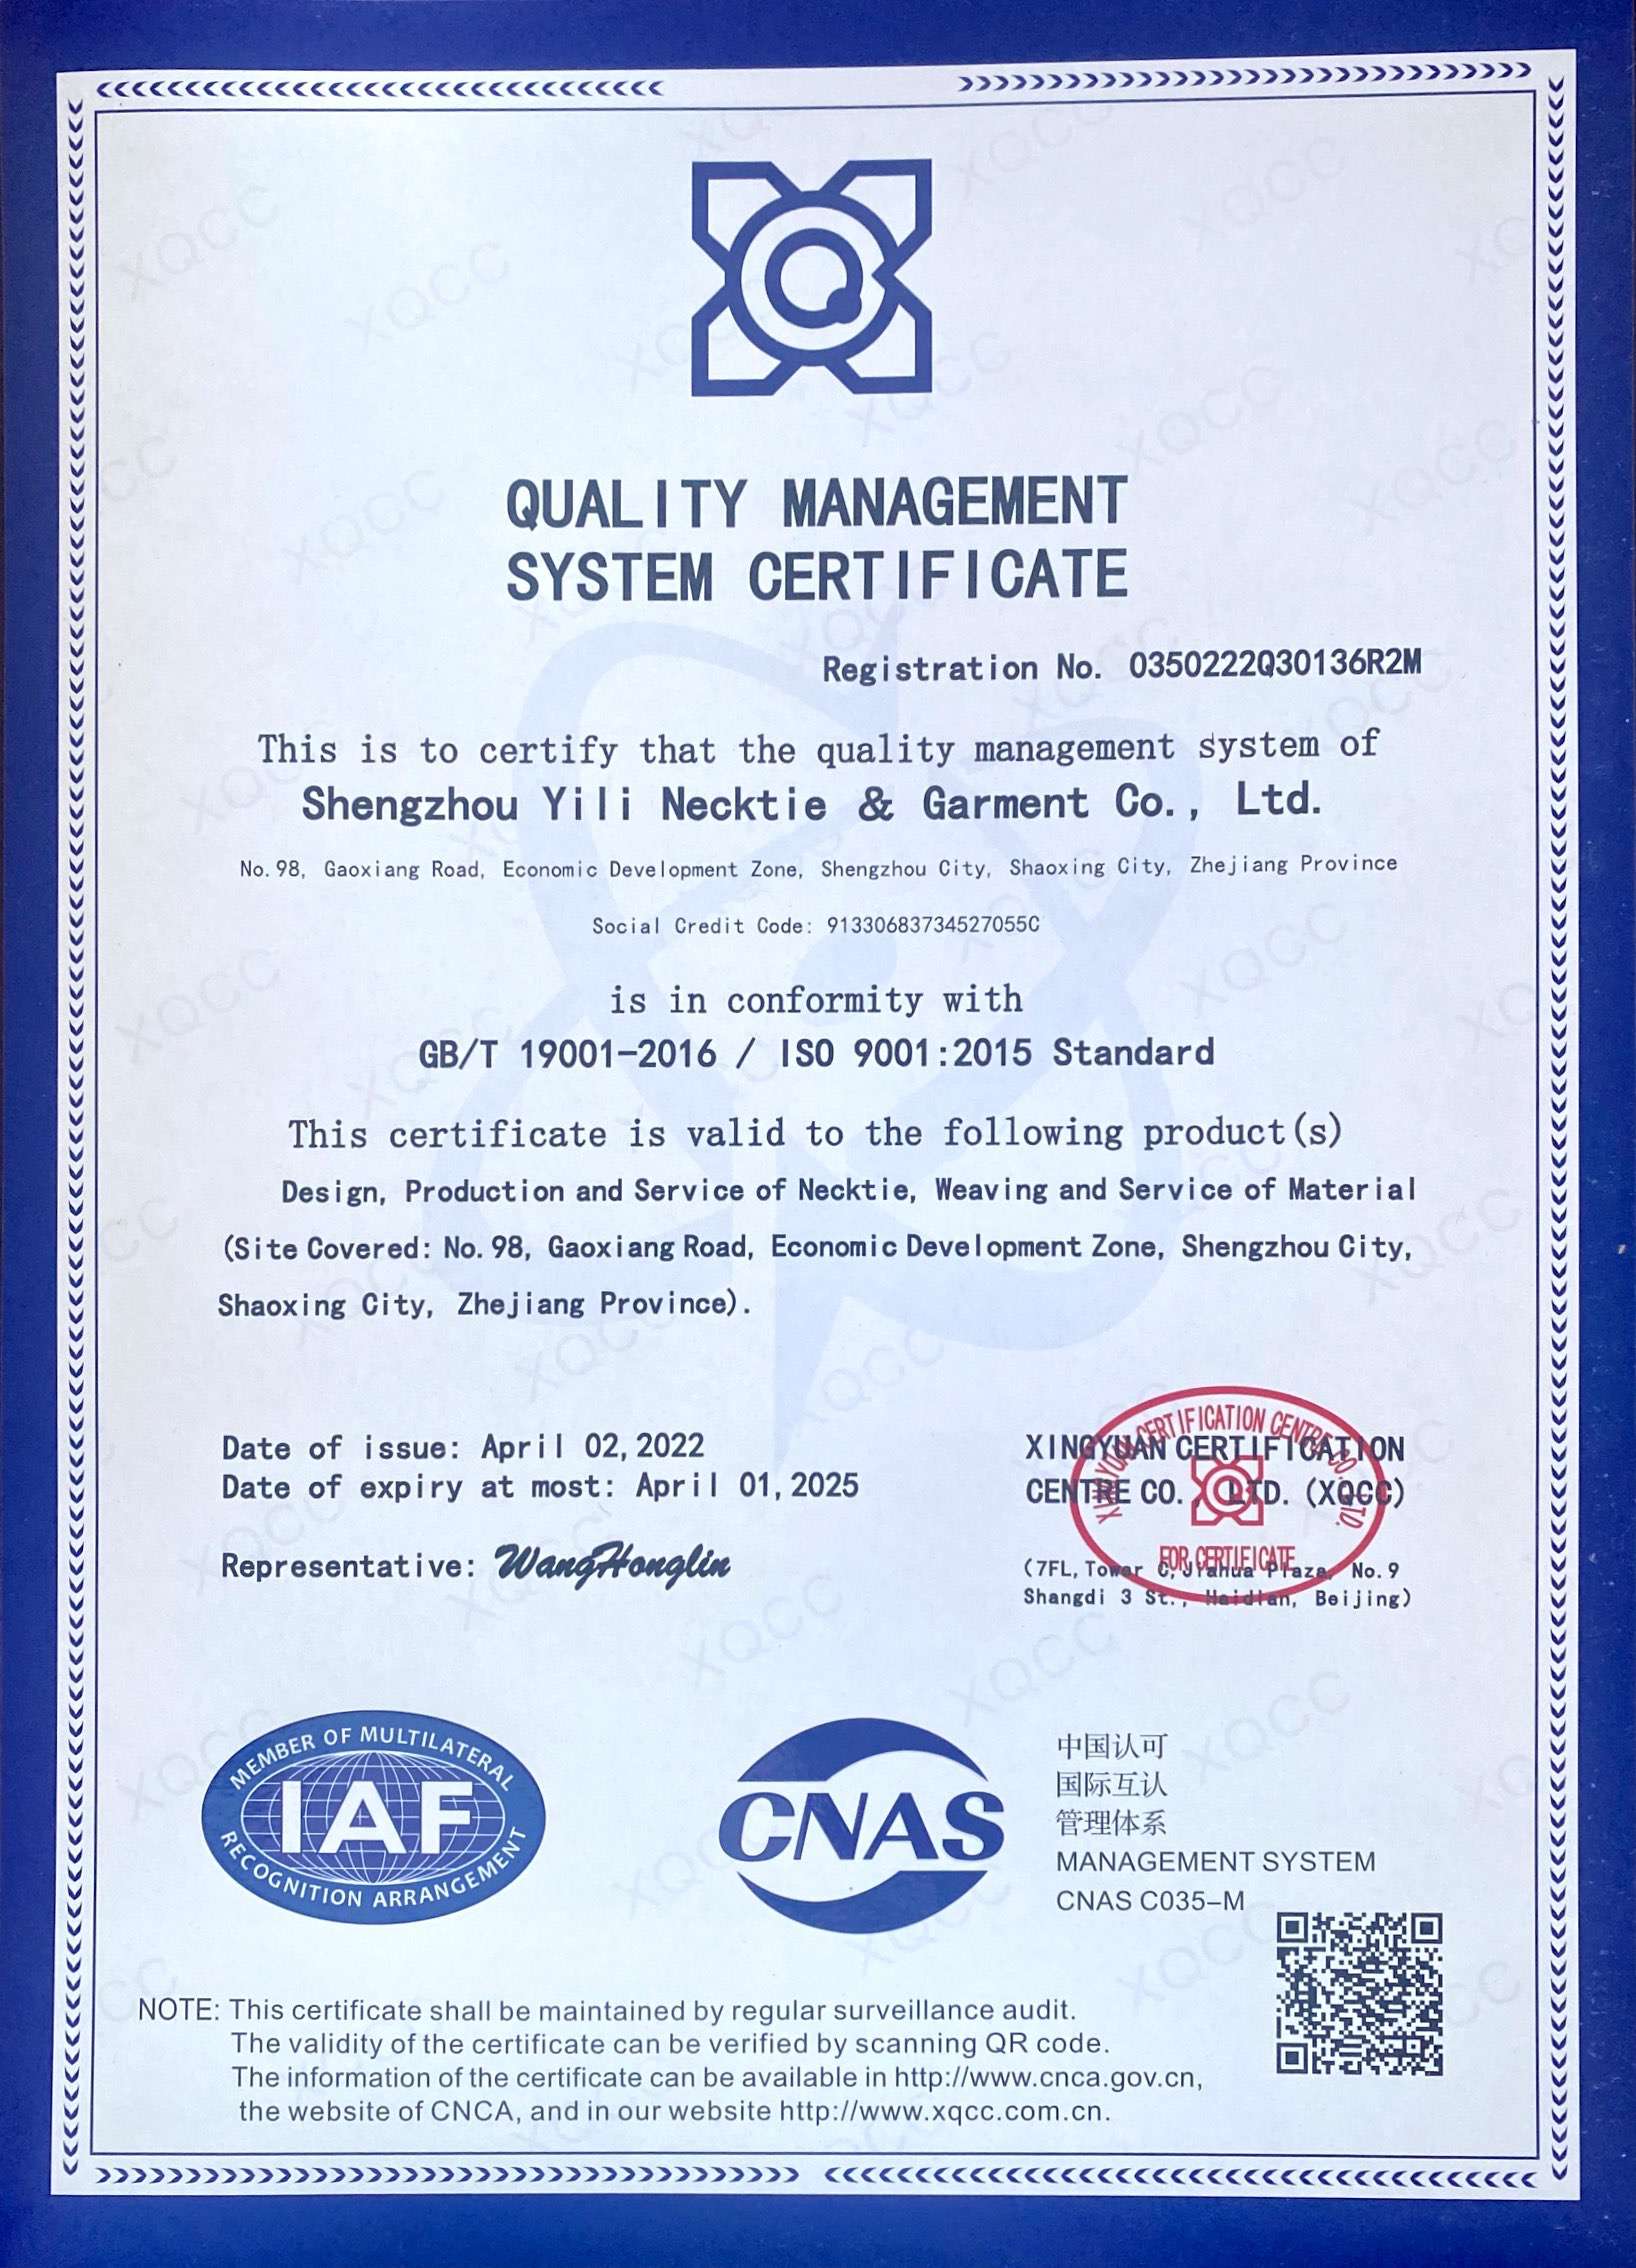 QUALITY MANAGEMENT
SYSTEM CERTIFICATE
Registration No. 0350222Q30136R2M
This is to certify that the quality management system of
Shengzhou Yili Necktie & Garment Co., Ltd.
No.98, Gaoxiang Road, Economic Development Zone, Shengzhou City, Shaoxing City, Zhejiang Province
Social Credit Code: 91330683734527055C
is in conformity with
GB/T 19001-2016 / ISO 9001:2015 Standard
This certificate is valid to the following product(s)
Design, Production and Service of Necktie, Weaving and Service of Material
(Site Covered: No.98, Gaoxiang Road, Economic Development Zone, Shengzhou City,
Shaoxing City, Zhejiang Province).
Date of issue: April 02,2022
Date of expiry at most: April 01,2025
Representative: WangHonglin
XINGYUAN CERTIFICATION
CENTRE CO., LTD. (XQCC)
(7FL,Tower C,Jiahua Plaza, No.9
Shangdi 3 St., Haidian, Beijing)
XINGYUAN CERTIFICATION CENTRE CO., LTD.
FOR CERTIFICATE
MEMBER OF MULTILATERAL
IAF
RECOGNITION ARRANGEMENT
CNAS
中国认可
国际互认
管理体系
MANAGEMENT SYSTEM
CNAS C035-M
NOTE: This certificate shall be maintained by regular surveillance audit.
The validity of the certificate can be verified by scanning QR code.
The information of the certificate can be available in http://www.cnca.gov.cn,
the website of CNCA, and in our website http://www.xqcc.com.cn.